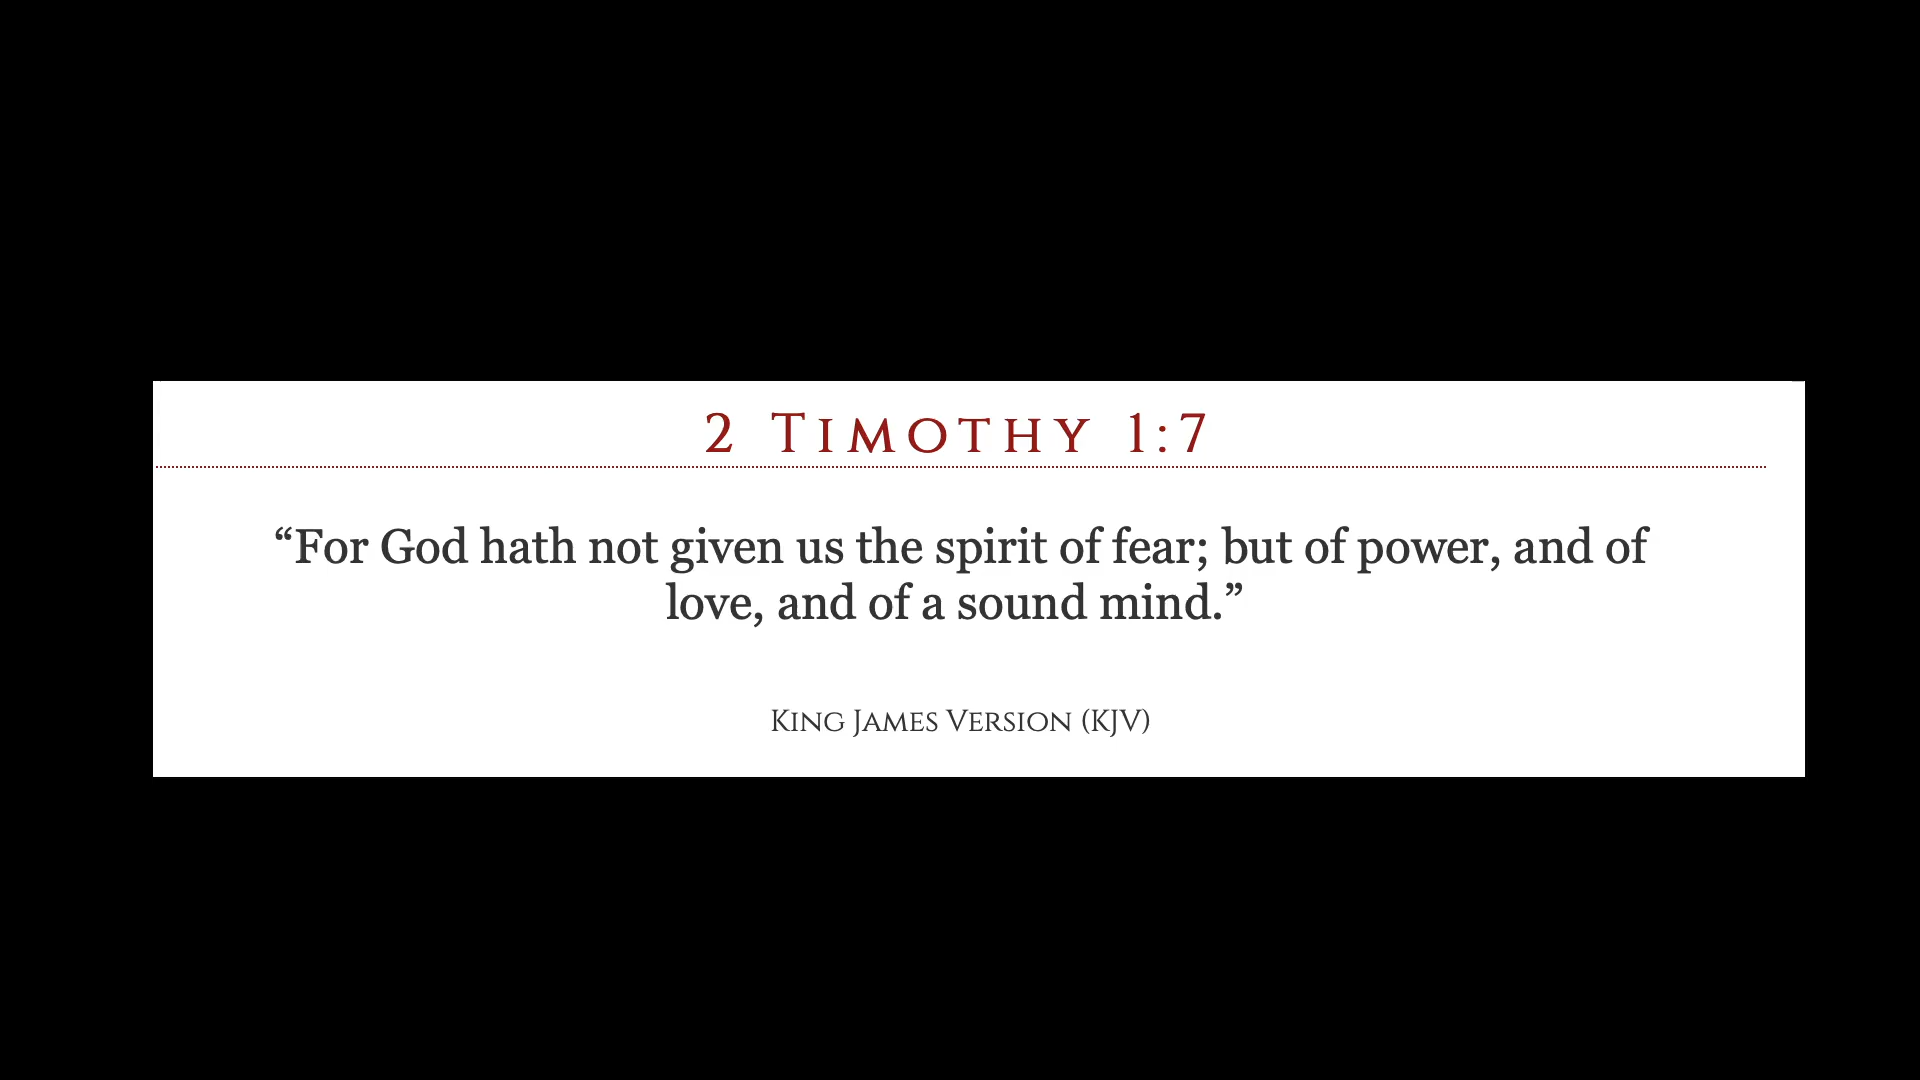 2 Timothy 1:7
“For God hath not given us the spirit of fear; but of power, and of
love, and of a sound mind.”
King James Version (KJV)